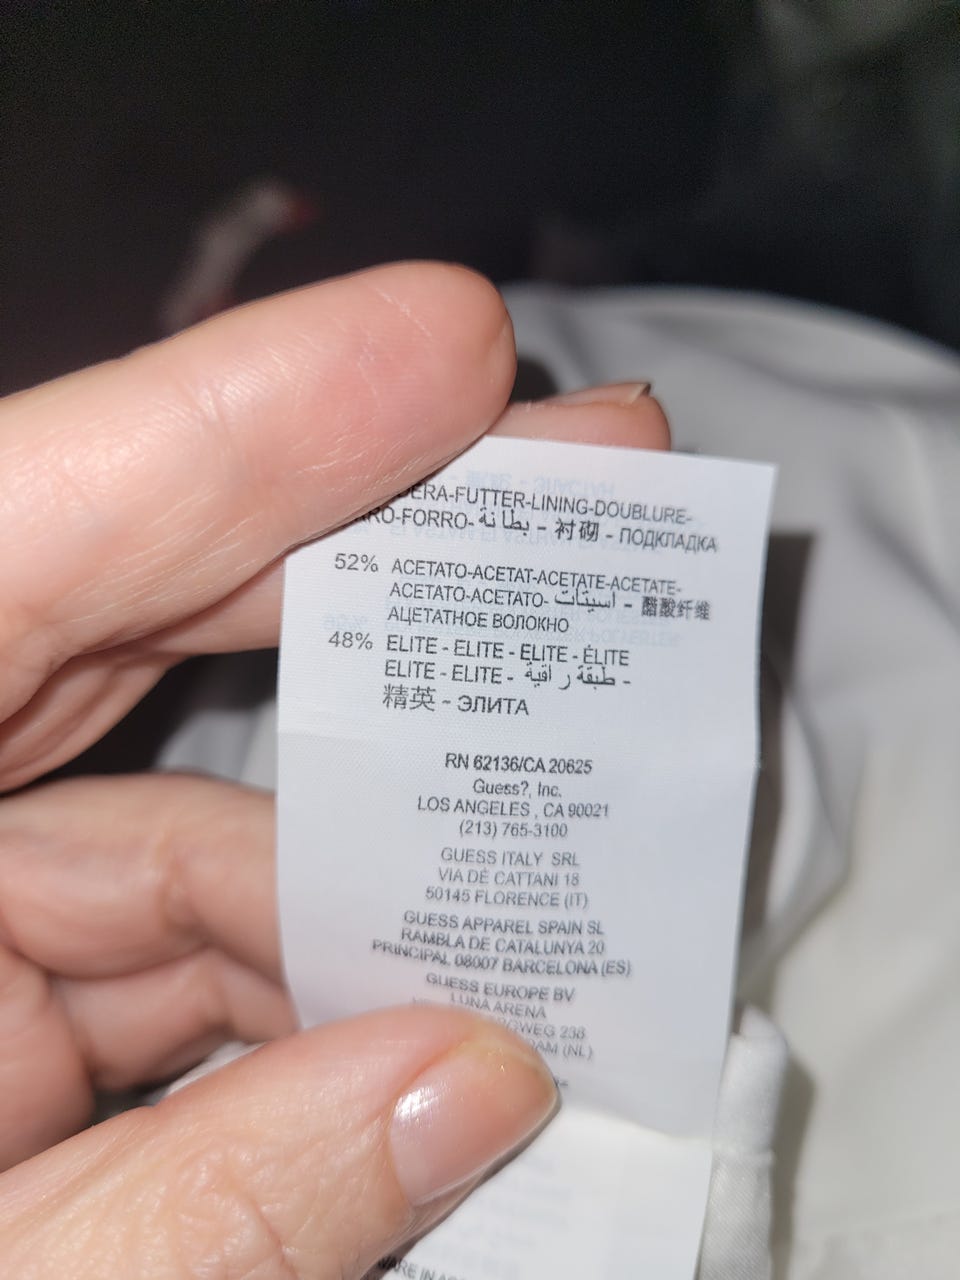 FUTTER-LINING-DOUBLURE-
FORRO- بطانة - 衬砌 - ПОДКЛАДКА
52% ACETATO-ACETAT-ACETATE-ACETATE-
ACETATO-ACETATO- اسيتات - 醋酸纤维
АЦЕТАТНОЕ ВОЛОКНО
48% ELITE - ELITE - ELITE - ÉLITE
ELITE - ELITE - طبقة راقية -
精英 - ЭЛИТА
RN 62136/CA 20625
Guess?, Inc.
LOS ANGELES , CA 90021
(213) 765-3100
GUESS ITALY SRL
VIA DE CATTANI 18
50145 FLORENCE (IT)
GUESS APPAREL SPAIN SL
RAMBLA DE CATALUNYA 20
PRINCIPAL 08007 BARCELONA (ES)
GUESS EUROPE BV
LUNA ARENA
238
(NL)